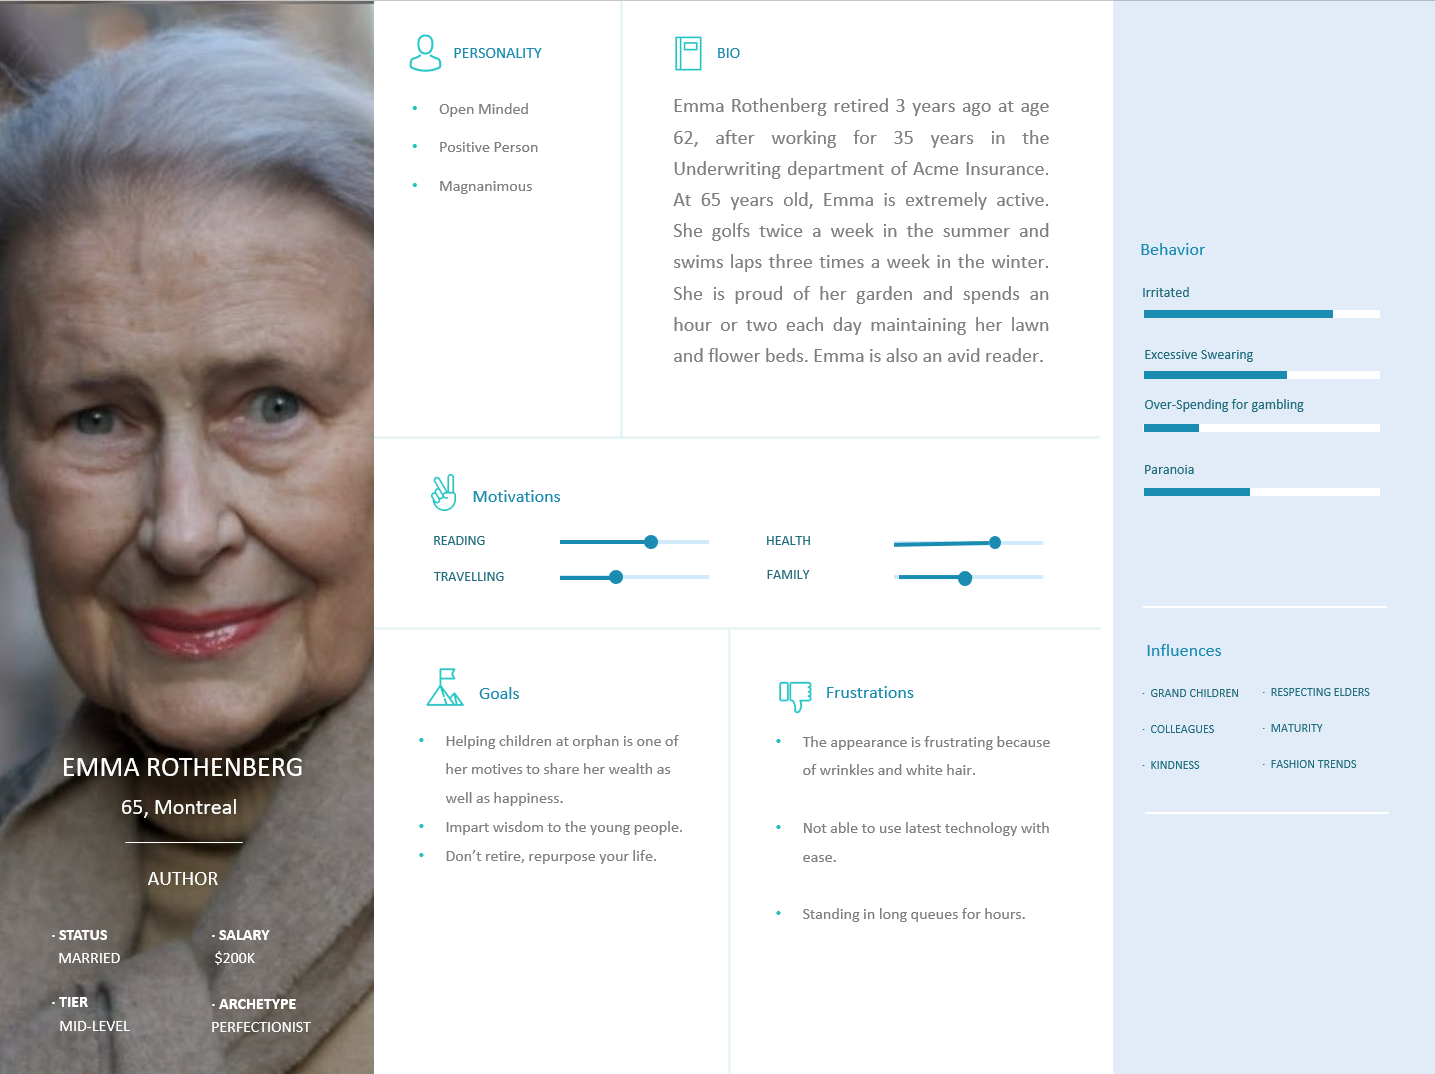 EMMA ROTHENBERG
65, Montreal
AUTHOR
· STATUS
MARRIED
· SALARY
$200K
· TIER
MID-LEVEL
· ARCHETYPE
PERFECTIONIST
PERSONALITY
• Open Minded
• Positive Person
• Magnanimous
BIO
Emma Rothenberg retired 3 years ago at age
62, after working for 35 years in the
Underwriting department of Acme Insurance.
At 65 years old, Emma is extremely active.
She golfs twice a week in the summer and
swims laps three times a week in the winter.
She is proud of her garden and spends an
hour or two each day maintaining her lawn
and flower beds. Emma is also an avid reader.
Motivations
READING
TRAVELLING
HEALTH
FAMILY
Goals
• Helping children at orphan is one of
her motives to share her wealth as
well as happiness.
• Impart wisdom to the young people.
• Don’t retire, repurpose your life.
Frustrations
• The appearance is frustrating because
of wrinkles and white hair.
• Not able to use latest technology with
ease.
• Standing in long queues for hours.
Behavior
Irritated
Excessive Swearing
Over-Spending for gambling
Paranoia
Influences
· GRAND CHILDREN
· COLLEAGUES
· KINDNESS
· RESPECTING ELDERS
· MATURITY
· FASHION TRENDS